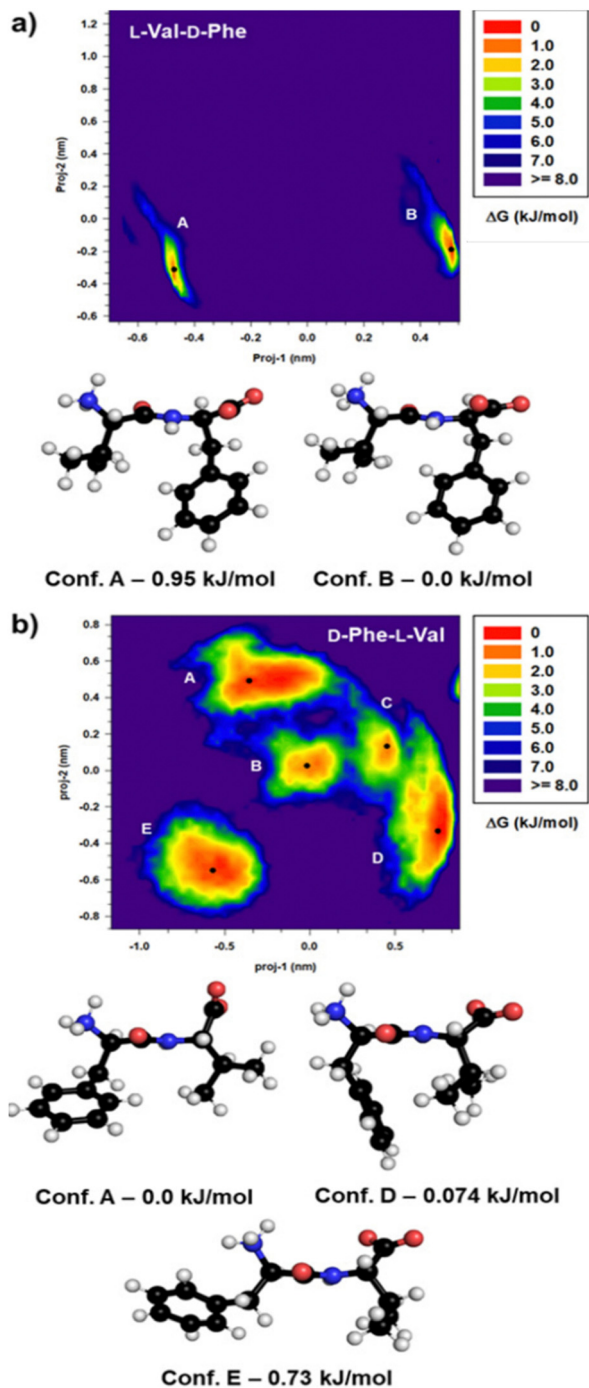 a)
L-Val-D-Phe
1.2
1.0
0.8
0.6
0.4
0.2
0.0
-0.2
-0.4
-0.6
Proj-2 (nm)
A
B
-0.6 -0.4 -0.2 0.0 0.2 0.4
Proj-1 (nm)
0
1.0
2.0
3.0
4.0
5.0
6.0
7.0
>= 8.0
ΔG (kJ/mol)
Conf. A – 0.95 kJ/mol
Conf. B – 0.0 kJ/mol
b)
D-Phe-L-Val
0.8
0.6
0.4
0.2
0.0
-0.2
-0.4
-0.6
-0.8
proj-2 (nm)
A
C
B
E
D
-1.0 -0.5 0.0 0.5
proj-1 (nm)
0
1.0
2.0
3.0
4.0
5.0
6.0
7.0
>= 8.0
ΔG (kJ/mol)
Conf. A – 0.0 kJ/mol
Conf. D – 0.074 kJ/mol
Conf. E – 0.73 kJ/mol